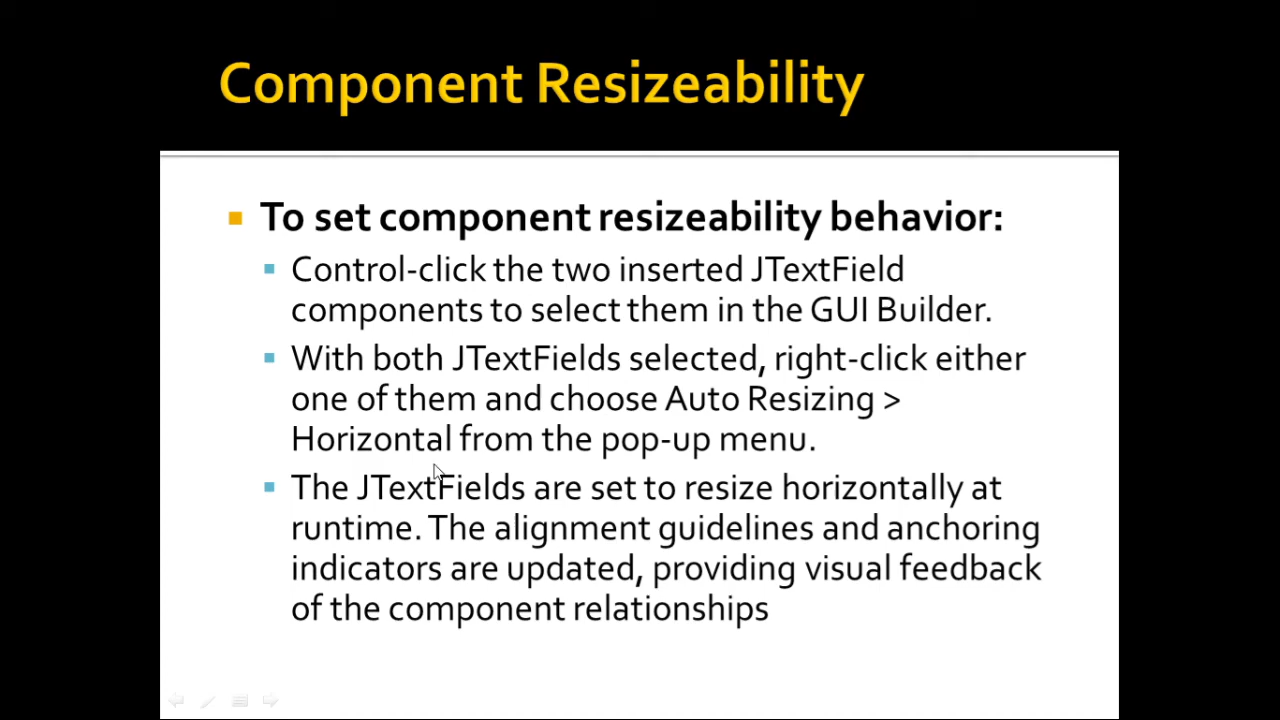 Component Resizeability
To set component resizeability behavior:
Control-click the two inserted JTextField
components to select them in the GUI Builder.
With both JTextFields selected, right-click either
one of them and choose Auto Resizing >
Horizontal from the pop-up menu.
The JTextFields are set to resize horizontally at
runtime. The alignment guidelines and anchoring
indicators are updated, providing visual feedback
of the component relationships